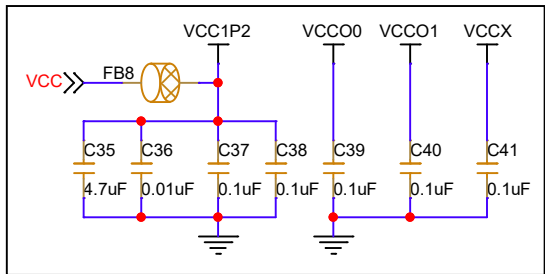 VCC1P2 VCCO0 VCCO1 VCCX
VCC FB8
C35 C36 C37 C38 C39 C40 C41
4.7uF 0.01uF 0.1uF 0.1uF 0.1uF 0.1uF 0.1uF